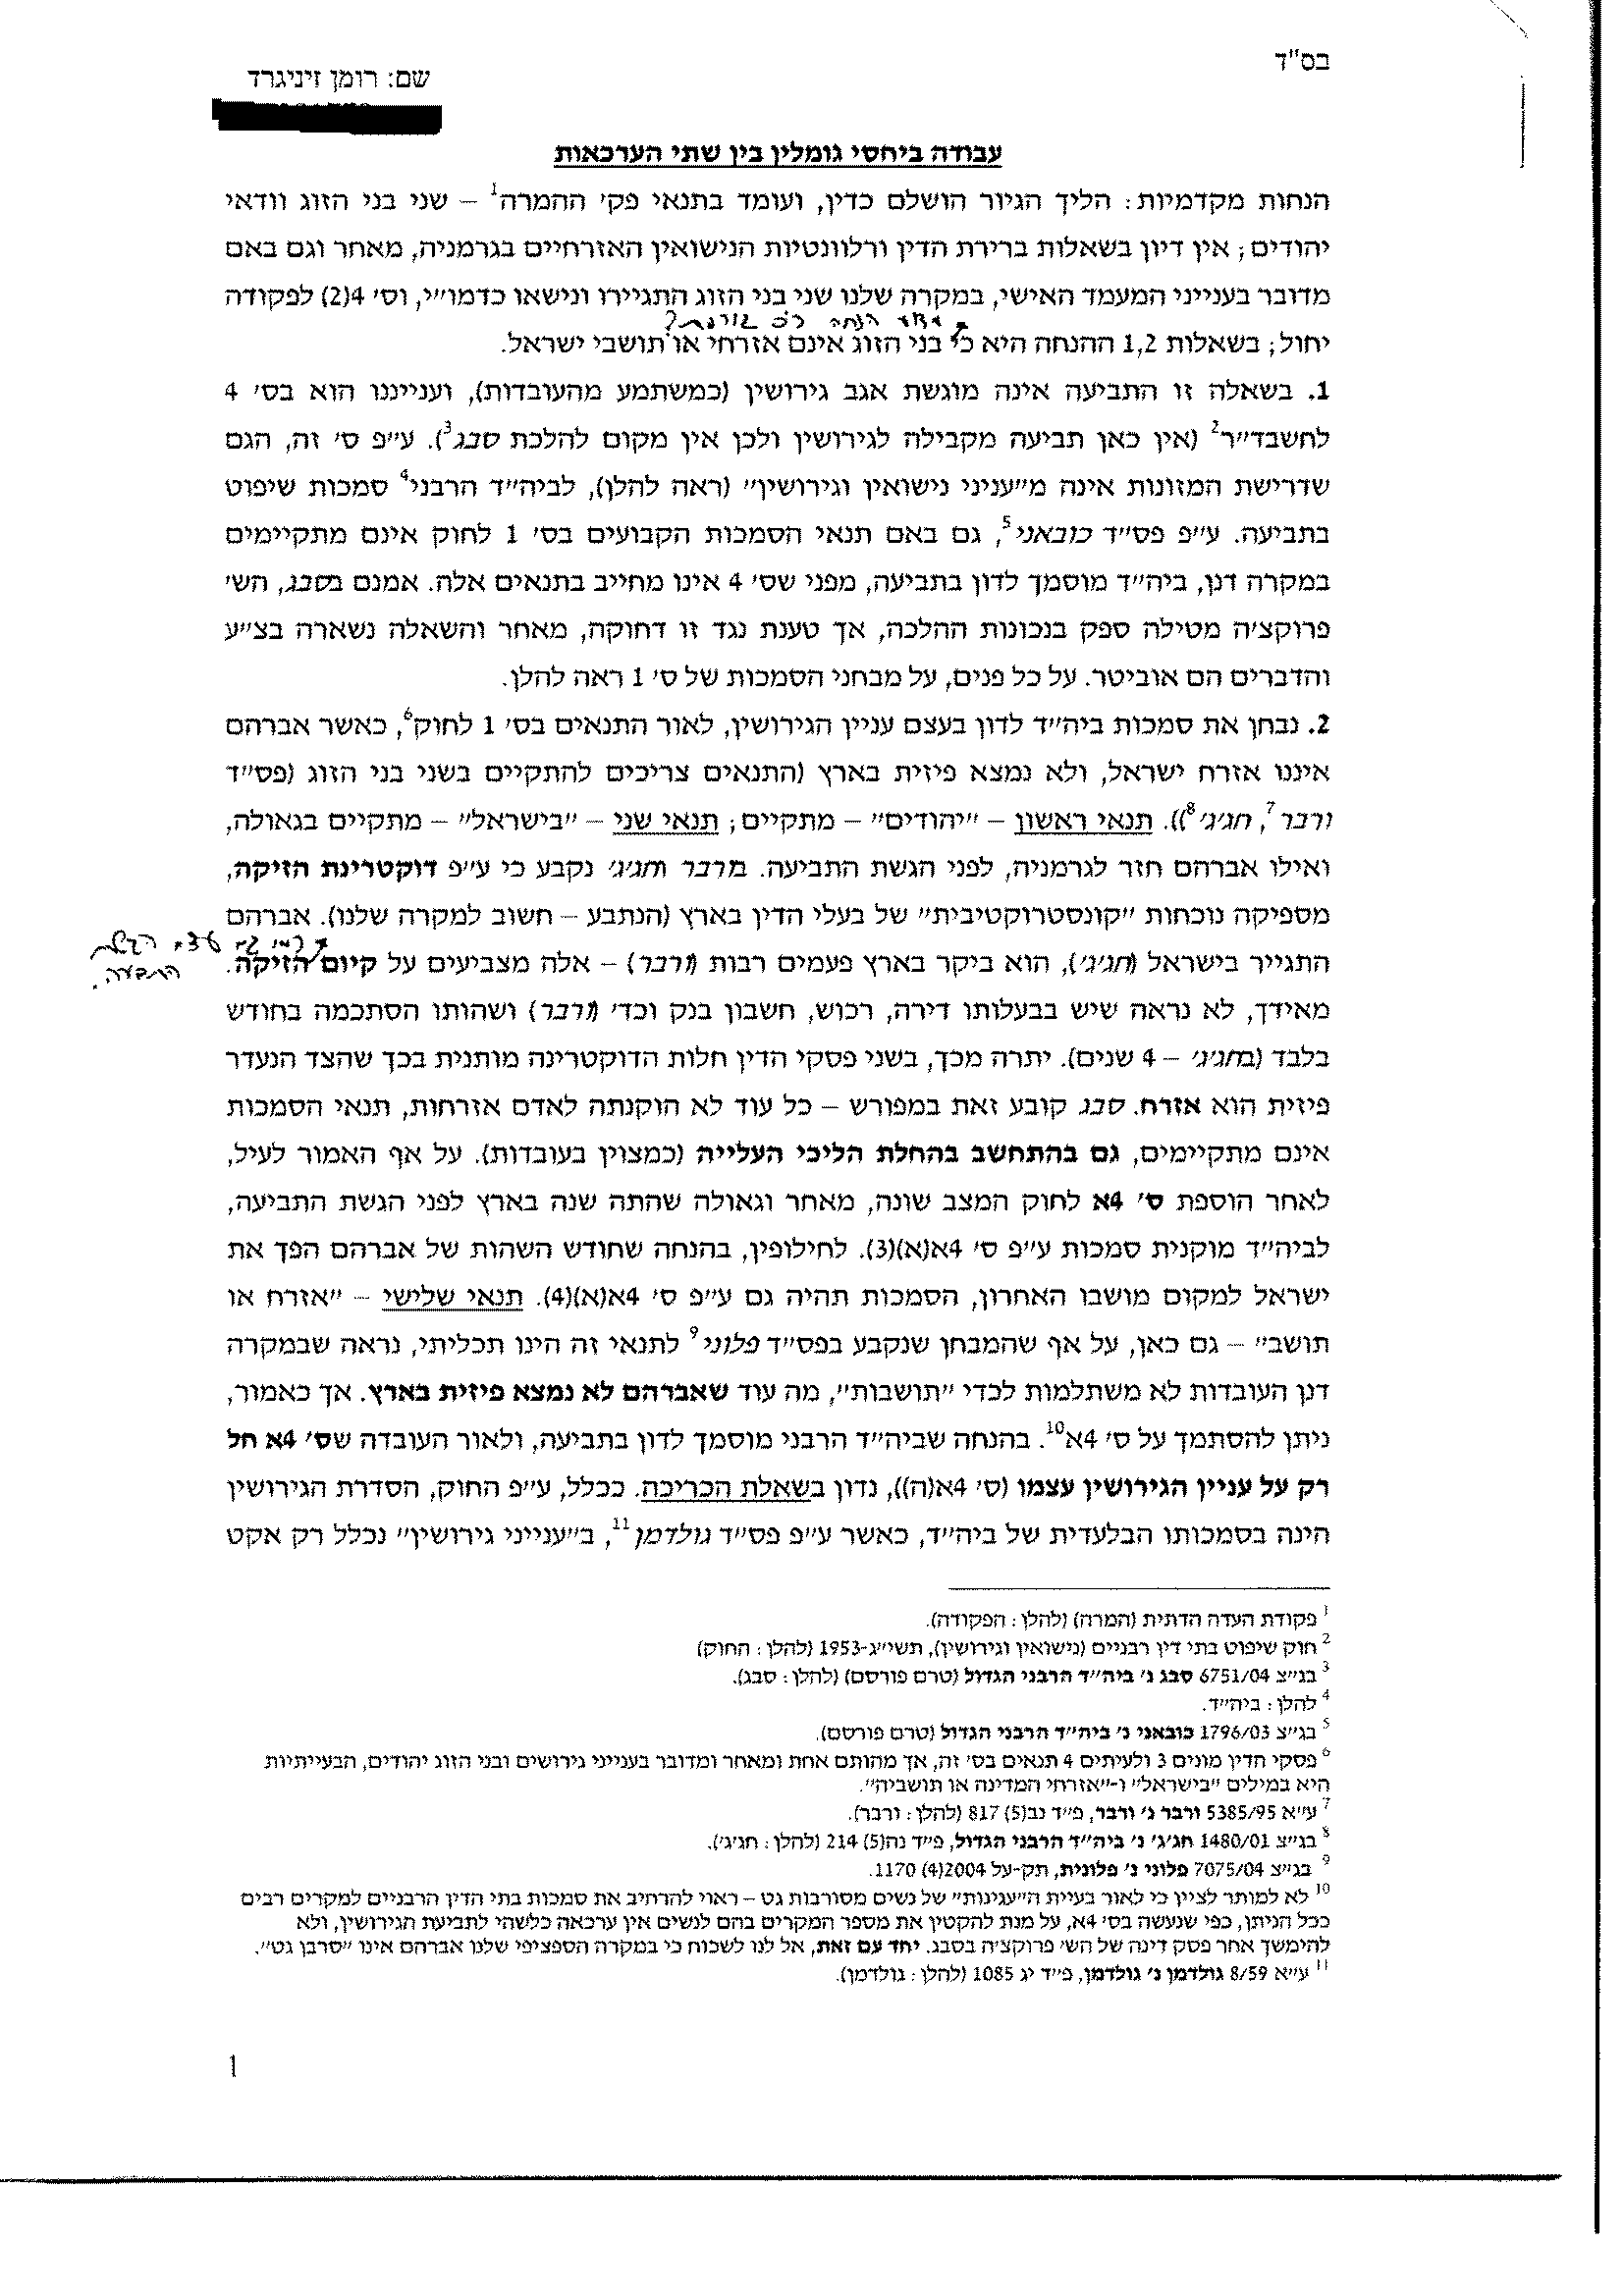 בס"ד
שם: רומן זיניגרד
עבודה ביחסי גומלין בין שתי הערכאות
הנחות מקדמיות: הליך הגיור הושלם כדין, ועומד בתנאי פק׳ ההמרה1 – שני בני הזוג וודאי
יהודים; אין דיון בשאלות ברירת הדין ורלוונטיות הנישואין האזרחיים בגרמניה, מאחר וגם באם
מדובר בענייני המעמד האישי, במקרה שלנו שני בני הזוג התגיירו ונישאו כדמו״י, וס׳ 4(2) לפקודה
יחול; בשאלות 1,2 ההנחה היא כי בני הזוג אינם אזרחי או תושבי ישראל.
1. בשאלה זו התביעה אינה מוגשת אגב גירושין (כמשתמע מהעובדות), וענייננו הוא בס׳ 4
לחשבד״ר2 (אין כאן תביעה מקבילה לגירושין ולכן אין מקום להלכת סבג3). ע״פ ס׳ זה, הגם
שדרישת המזונות אינה מ״ענייני נישואין וגירושין״ (ראה להלן), לביה״ד הרבני4 סמכות שיפוט
בתביעה. ע״פ פס״ד כובאני5, גם באם תנאי הסמכות הקבועים בס׳ 1 לחוק אינם מתקיימים
במקרה דנן, ביה״ד מוסמך לדון בתביעה, מפני שס׳ 4 אינו מחייב בתנאים אלה. אמנם בסבג, הש׳
פרוקצ׳ה מטילה ספק בנכונות ההלכה, אך טענת נגד זו דחוקה, מאחר והשאלה נשארה בצ״ע
והדברים הם אוביטר. על כל פנים, על מבחני הסמכות של ס׳ 1 ראה להלן.
2. נבחן את סמכות ביה״ד לדון בעצם עניין הגירושין, לאור התנאים בס׳ 1 לחוק6, כאשר אברהם
איננו אזרח ישראל, ולא נמצא פיזית בארץ (התנאים צריכים להתקיים בשני בני הזוג (פס״ד
ורבר7, חג׳ג׳8)). תנאי ראשון – ״יהודים״ – מתקיים; תנאי שני – ״בישראל״ – מתקיים בגאולה,
ואילו אברהם חזר לגרמניה, לפני הגשת התביעה. מורבר וחג׳ג׳ נקבע כי ע״פ דוקטרינת הזיקה,
מספיקה נוכחות ״קונסטרוקטיבית״ של בעלי הדין בארץ (הנתבע – חשוב למקרה שלנו). אברהם
התגייר בישראל (חג׳ג׳), הוא ביקר בארץ פעמים רבות (ורבר) – אלה מצביעים על קיום הזיקה.
מאידך, לא נראה שיש בבעלותו דירה, רכוש, חשבון בנק וכד׳ (ורבר) ושהותו הסתכמה בחודש
בלבד (בחג׳ג׳ – 4 שנים). יתרה מכך, בשני פסקי הדין חלות הדוקטרינה מותנית בכך שהצד הנעדר
פיזית הוא אזרח. סבג קובע זאת במפורש – כל עוד לא הוקנתה לאדם אזרחות, תנאי הסמכות
אינם מתקיימים, גם בהתחשב בהחלת הליכי העלייה (כמצוין בעובדות). על אף האמור לעיל,
לאחר הוספת ס׳ 4א לחוק המצב שונה, מאחר וגאולה שהתה שנה בארץ לפני הגשת התביעה,
לביה״ד מוקנית סמכות ע״פ ס׳ 4א(א)(3). לחילופין, בהנחה שחודש השהות של אברהם הפך את
ישראל למקום מושבו האחרון, הסמכות תהיה גם ע״פ ס׳ 4א(א)(4). תנאי שלישי – ״אזרח או
תושב״ – גם כאן, על אף שהמבחן שנקבע בפס״ד פלוני9 לתנאי זה הינו תכליתי, נראה שבמקרה
דנן העובדות לא משתלמות לכדי ״תושבות״, מה עוד שאברהם לא נמצא פיזית בארץ. אך כאמור,
ניתן להסתמך על ס׳ 4א10. בהנחה שביה״ד הרבני מוסמך לדון בתביעה, ולאור העובדה שס׳ 4א חל
רק על עניין הגירושין עצמו (ס׳ 4א(ה)), נדון בשאלת הכריכה. ככלל, ע״פ החוק, הסדרת הגירושין
הינה בסמכותו הבלעדית של ביה״ד, כאשר ע״פ פס״ד גולדמן11, ב״ענייני גירושין״ נכלל רק אקט
1 פקודת העדה הדתית (המרה) (להלן: הפקודה).
2 חוק שיפוט בתי דין רבניים (נישואין וגירושין), תשי״ג-1953 (להלן: החוק)
3 בג״צ 6751/04 סבג נ׳ ביה״ד הרבני הגדול (טרם פורסם) (להלן: סבג).
4 להלן: ביה״ד.
5 בג״צ 1796/03 כובאני נ׳ ביה״ד הרבני הגדול (טרם פורסם).
6 פסקי הדין מונים 3 ולעיתים 4 תנאים בס׳ זה, אך מהותם אחת ומאחר ומדובר בענייני גירושים ובני הזוג יהודים, הבעייתיות
היא במילים ״בישראל״ ו-״אזרחי המדינה או תושביה״.
7 ע״א 5385/95 ורבר נ׳ ורבר, פ״ד נב(5) 817 (להלן: ורבר).
8 בג״צ 1480/01 חג׳ג׳ נ׳ ביה״ד הרבני הגדול, פ״ד נה(5) 214 (להלן: חג׳ג׳).
9 בג״צ 7075/04 פלוני נ׳ פלונית, תק-על 2004(4) 1170.
10 לא למותר לציין כי לאור בעיית ה״עגינות״ של נשים מסורבות גט – ראוי להרחיב את סמכות בתי הדין הרבניים למקרים רבים
ככל הניתן, כפי שנעשה בס׳ 4א, על מנת להקטין את מספר המקרים בהם לנשים אין ערכאה כלשהי לתביעת הגירושין, ולא
להימשך אחר פסק דינה של הש׳ פרוקצ׳ה בסבג. יחד עם זאת, אל לנו לשכוח כי במקרה הספציפי שלנו אברהם אינו ״סרבן גט״.
11 ע״א 8/59 גולדמן נ׳ גולדמן, פ״ד יג 1085 (להלן: גולדמן).
1